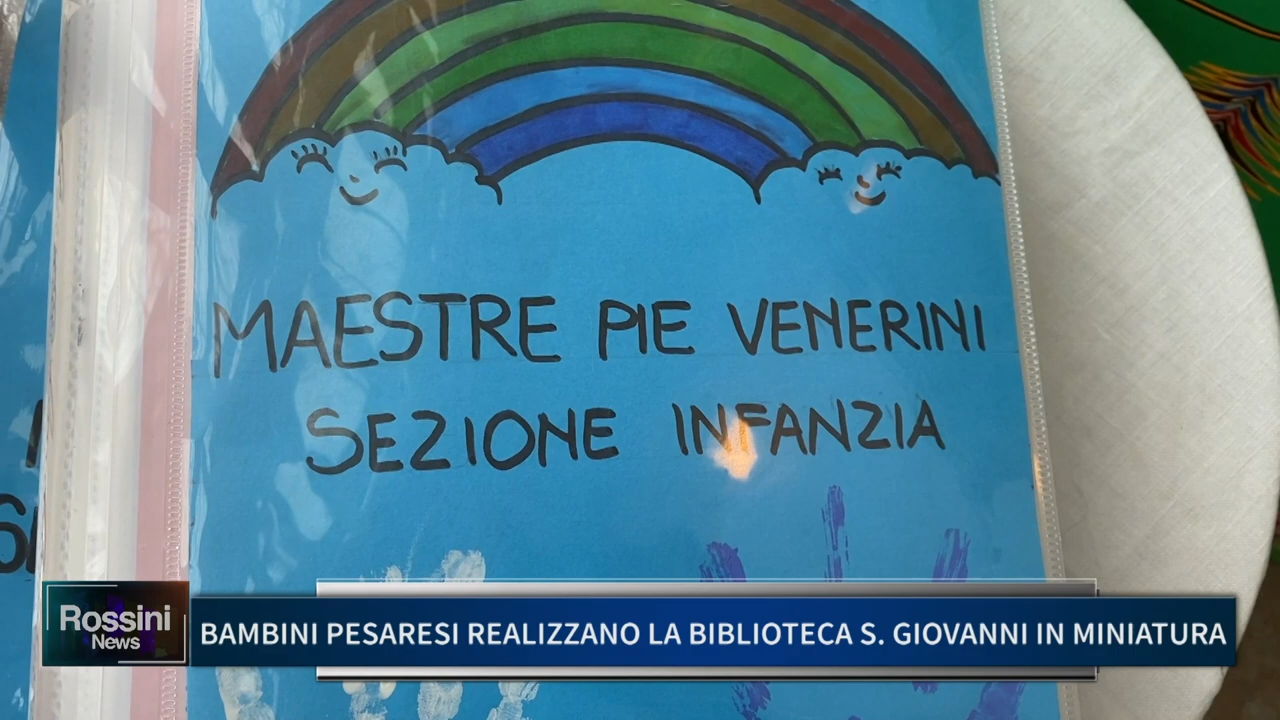 MAESTRE PIE VENERINI
SEZIONE INFANZIA
Rossini
News
BAMBINI PESARESI REALIZZANO LA BIBLIOTECA S. GIOVANNI IN MINIATURA